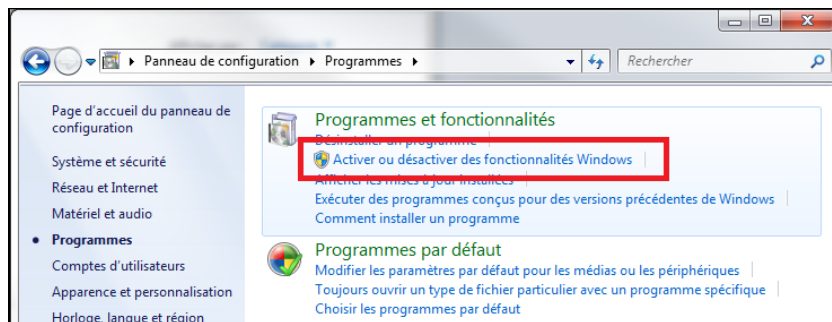 Panneau de configuration ▸ Programmes ▸
Rechercher
Page d'accueil du panneau de
configuration
Système et sécurité
Réseau et Internet
Matériel et audio
• Programmes
Comptes d'utilisateurs
Apparence et personnalisation
Horloge, langue et région
Programmes et fonctionnalités
Désinstaller un programme
Activer ou désactiver des fonctionnalités Windows
Afficher les mises à jour installées
Exécuter des programmes conçus pour des versions précédentes de Windows
Comment installer un programme
Programmes par défaut
Modifier les paramètres par défaut pour les médias ou les périphériques
Toujours ouvrir un type de fichier particulier avec un programme spécifique
Choisir les programmes par défaut